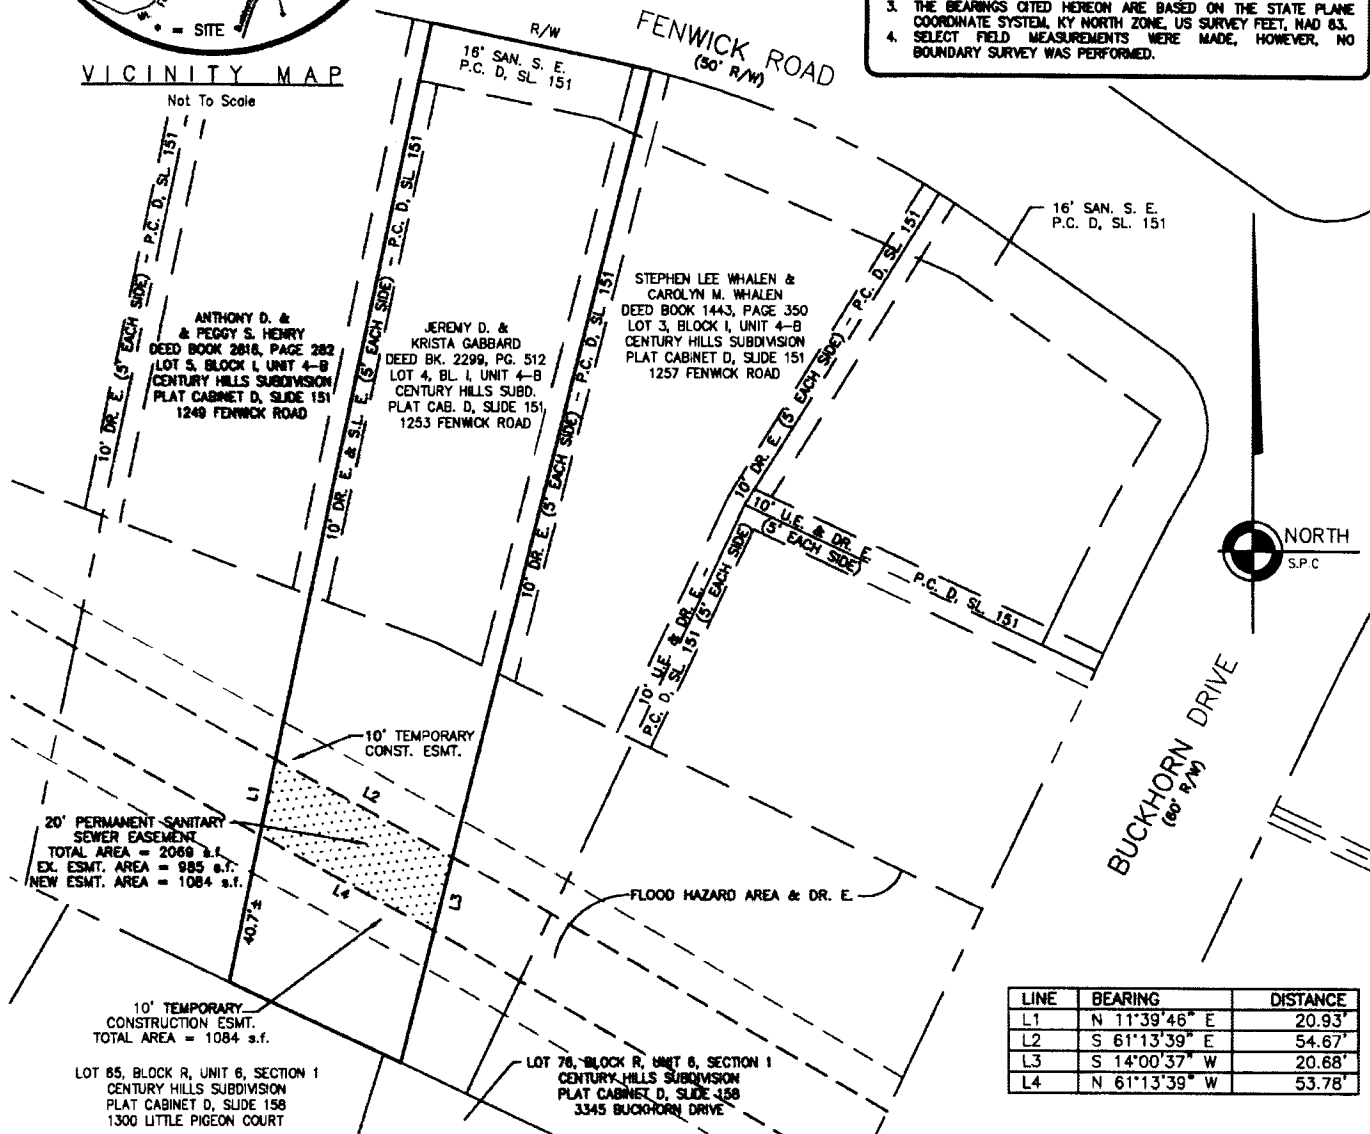 * = SITE
VICINITY MAP
Not To Scale
3. THE BEARINGS CITED HEREON ARE BASED ON THE STATE PLANE
COORDINATE SYSTEM, KY NORTH ZONE, US SURVEY FEET, NAD 83.
4. SELECT FIELD MEASUREMENTS WERE MADE, HOWEVER, NO
BOUNDARY SURVEY WAS PERFORMED.
R/W
FENWICK ROAD
(50' R/W)
16' SAN. S. E.
P.C. D, SL. 151
16' SAN. S. E.
P.C. D, SL. 151
10' DR. E. (5' EACH SIDE) - P.C. D, SL. 151
ANTHONY D. &
& PEGGY S. HENRY
DEED BOOK 2616, PAGE 282
LOT 5, BLOCK I, UNIT 4-B
CENTURY HILLS SUBDIVISION
PLAT CABINET D, SLIDE 151
1249 FENWICK ROAD
10' DR. E. & S.L. E. (5' EACH SIDE) - P.C. D, SL. 151
JEREMY D. &
KRISTA GABBARD
DEED BK. 2299, PG. 512
LOT 4, BL. I, UNIT 4-B
CENTURY HILLS SUBD.
PLAT CAB. D, SLIDE 151
1253 FENWICK ROAD
10' DR. E. (5' EACH SIDE) - P.C. D, SL. 151
STEPHEN LEE WHALEN &
CAROLYN M. WHALEN
DEED BOOK 1443, PAGE 350
LOT 3, BLOCK I, UNIT 4-B
CENTURY HILLS SUBDIVISION
PLAT CABINET D, SLIDE 151
1257 FENWICK ROAD
10' DR. E. (5' EACH SIDE) - P.C. D, SL. 151
10' U.E. & DR. E. - P.C. D, SL. 151
(5' EACH SIDE)
10' U.E. & DR. E. -
P.C. D, SL. 151 (5' EACH SIDE)
NORTH
S.P.C
BUCKHORN DRIVE
(60' R/W)
10' TEMPORARY
CONST. ESMT.
L1
L2
L3
L4
40.7'±
20' PERMANENT SANITARY
SEWER EASEMENT
TOTAL AREA = 2069 s.f.
EX. ESMT. AREA = 985 s.f.
NEW ESMT. AREA = 1084 s.f.
FLOOD HAZARD AREA & DR. E.
10' TEMPORARY
CONSTRUCTION ESMT.
TOTAL AREA = 1084 s.f.
LOT 65, BLOCK R, UNIT 6, SECTION 1
CENTURY HILLS SUBDIVISION
PLAT CABINET D, SLIDE 158
1300 LITTLE PIGEON COURT
LOT 76, BLOCK R, UNIT 6, SECTION 1
CENTURY HILLS SUBDIVISION
PLAT CABINET D, SLIDE 158
3345 BUCKHORN DRIVE
LINE BEARING DISTANCE
L1 N 11°39'46" E 20.93'
L2 S 61°13'39" E 54.67'
L3 S 14°00'37" W 20.68'
L4 N 61°13'39" W 53.78'